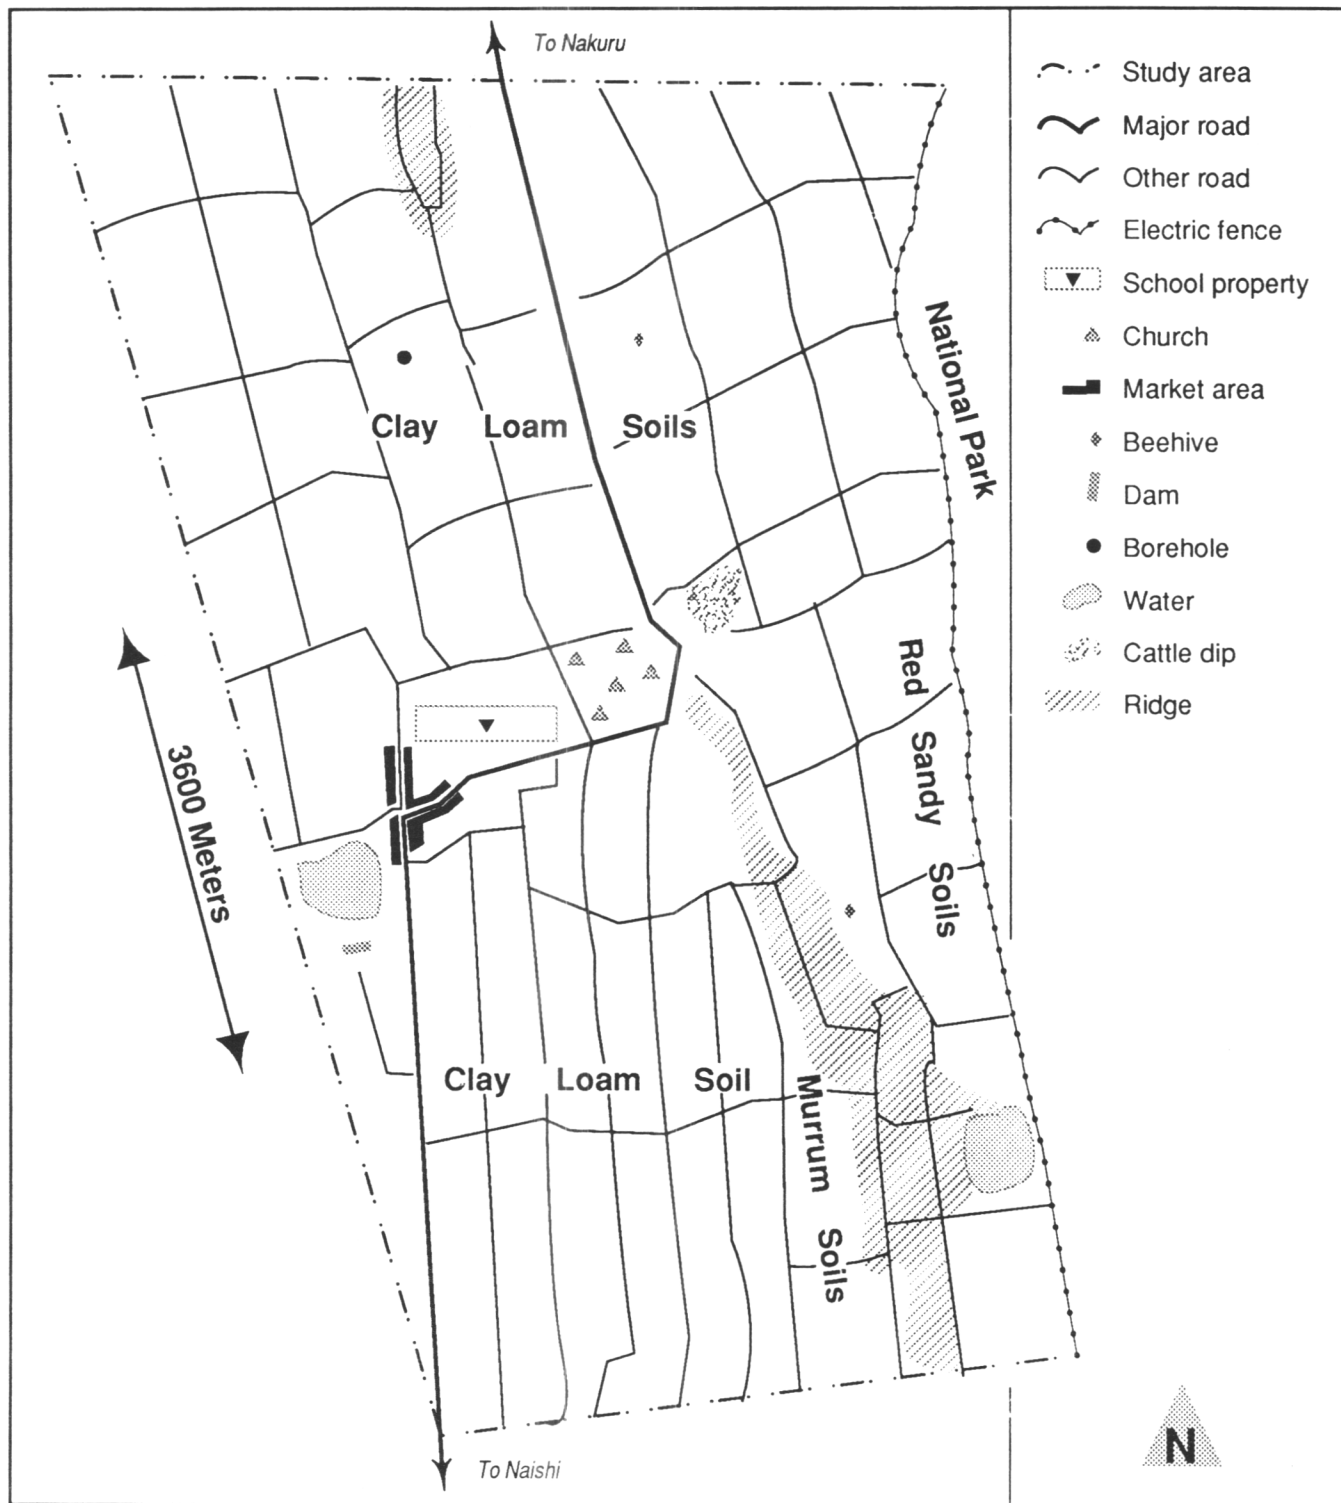 To Nakuru
Study area
Major road
Other road
Electric fence
School property
Church
Market area
Beehive
Dam
Borehole
Water
Cattle dip
Ridge
National Park
Clay Loam Soils
Red Sandy Soils
3600 Meters
Clay Loam Soil
Murrum Soils
To Naishi
N